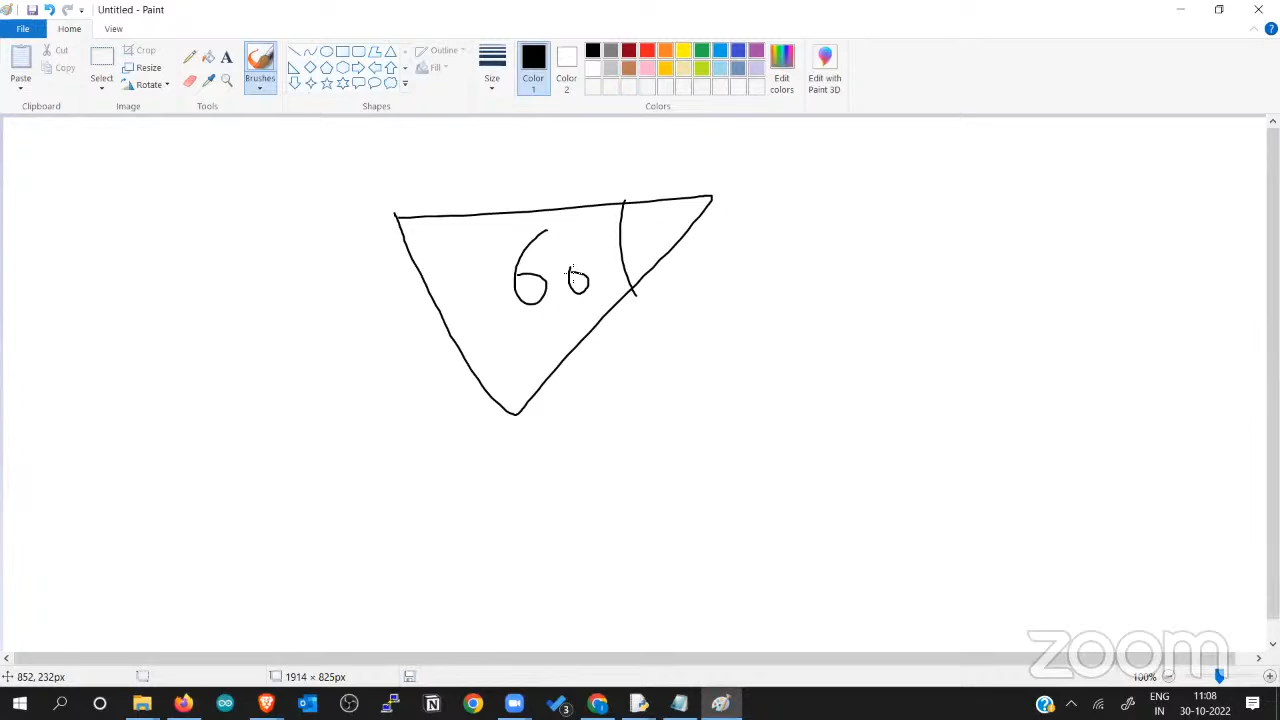 Untitled - Paint
File Home View
Paste
Cut
Copy
Clipboard
Select
Crop
Resize
Rotate
Image
Tools
Brushes
Shapes
Outline
Fill
Size
Color 1
Color 2
Edit colors
Colors
Edit with Paint 3D
60
zoom
852, 232px
1914 × 825px
100%
3
ENG
IN
11:08
30-10-2022